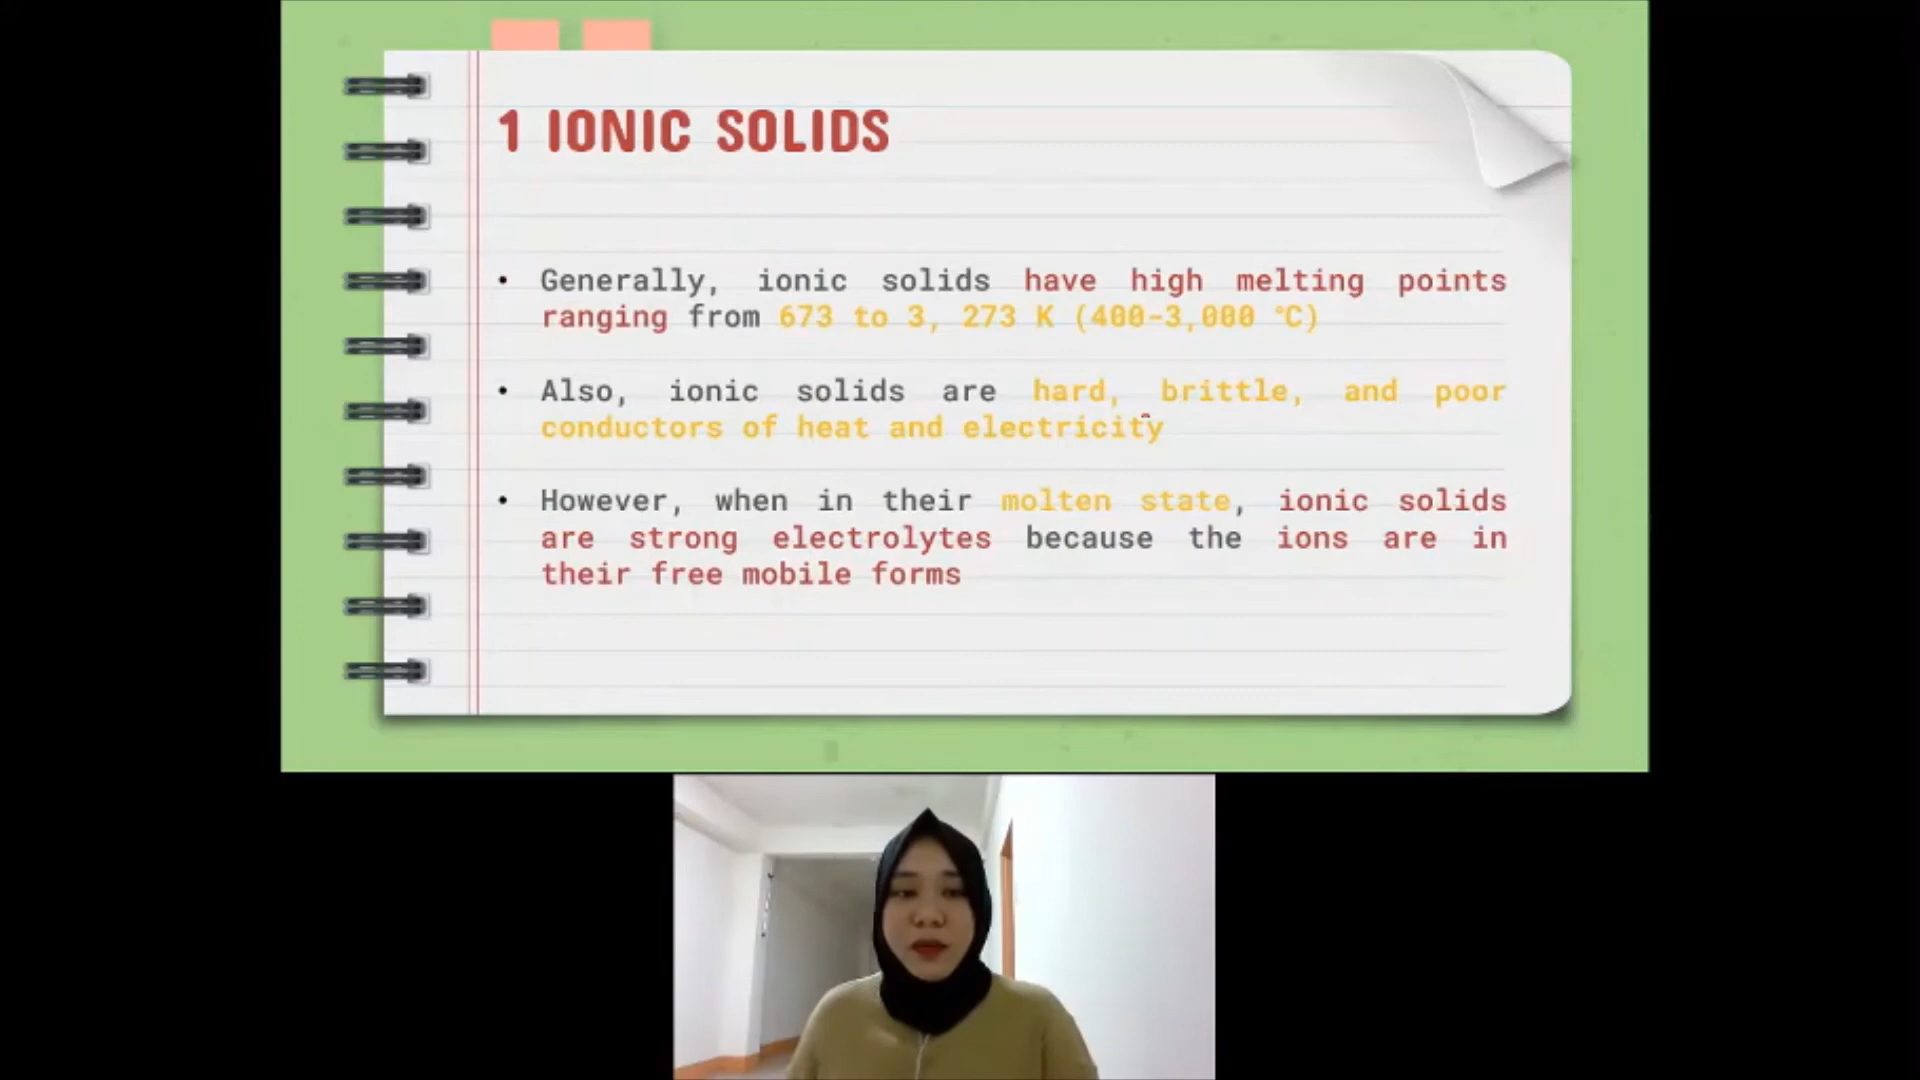 1 IONIC SOLIDS
• Generally, ionic solids have high melting points
ranging from 673 to 3, 273 K (400-3,000 °C)
• Also, ionic solids are hard, brittle, and poor
conductors of heat and electricity
• However, when in their molten state, ionic solids
are strong electrolytes because the ions are in
their free mobile forms